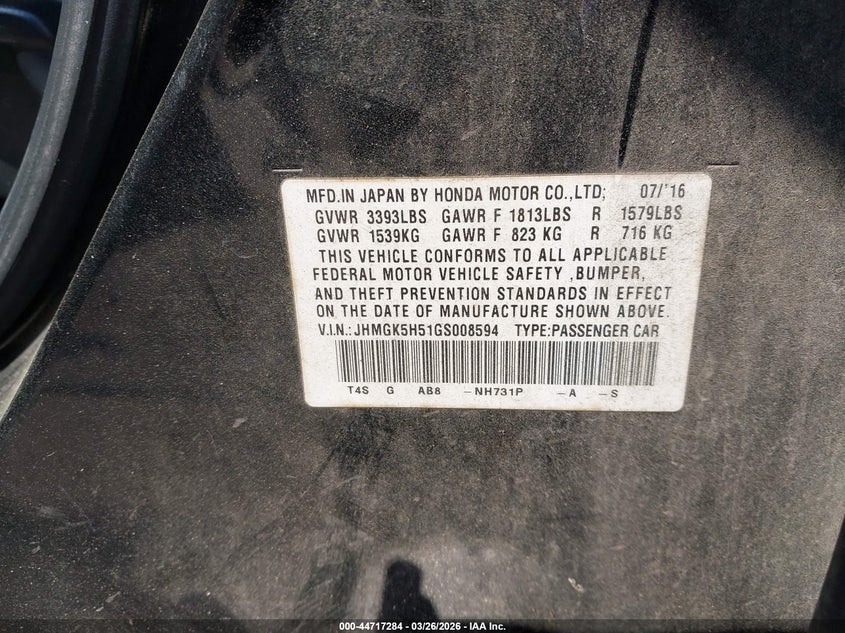 MFD.IN JAPAN BY HONDA MOTOR CO.,LTD; 07/'16
GVWR 3393LBS GAWR F 1813LBS R 1579LBS
GVWR 1539KG GAWR F 823 KG R 716 KG
THIS VEHICLE CONFORMS TO ALL APPLICABLE
FEDERAL MOTOR VEHICLE SAFETY ,BUMPER,
AND THEFT PREVENTION STANDARDS IN EFFECT
ON THE DATE OF MANUFACTURE SHOWN ABOVE.
V.I.N.:JHMGK5H51GS008594 TYPE:PASSENGER CAR
T4S G AB8 -NH731P -A -S
000-44717284 - 03/26/2026 - IAA Inc.